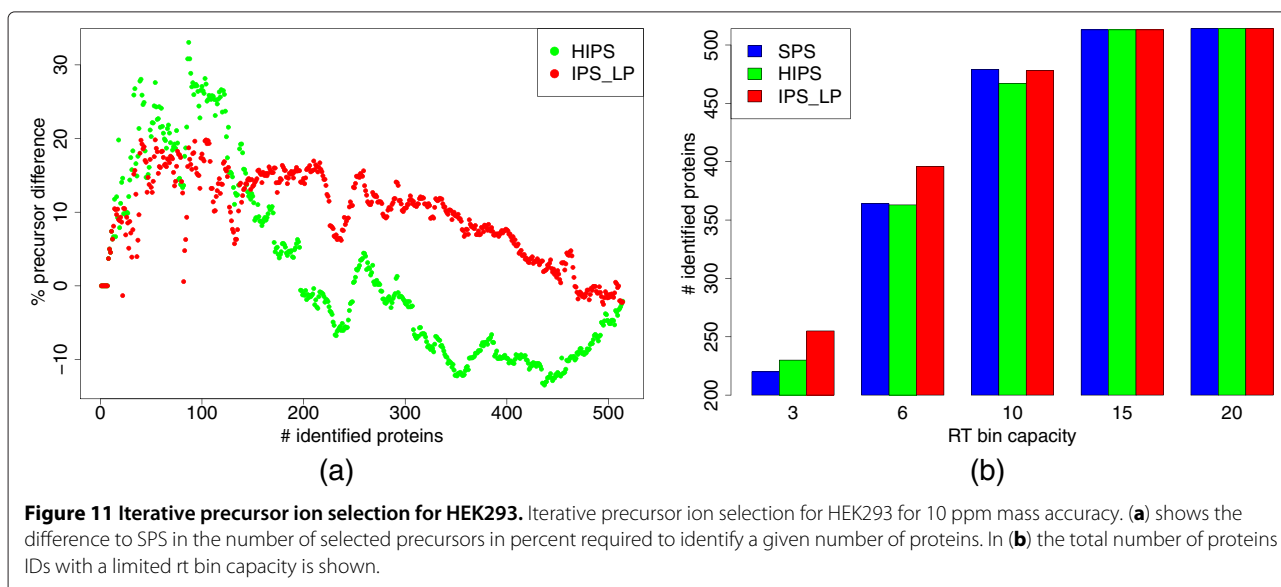 HIPS
IPS_LP
% precursor difference
30
20
10
0
−10
0 100 200 300 400 500
# identified proteins
(a)
SPS
HIPS
IPS_LP
# identified proteins
500
450
400
350
300
250
200
3 6 10 15 20
RT bin capacity
(b)
Figure 11 Iterative precursor ion selection for HEK293. Iterative precursor ion selection for HEK293 for 10 ppm mass accuracy. (a) shows the
difference to SPS in the number of selected precursors in percent required to identify a given number of proteins. In (b) the total number of proteins
IDs with a limited rt bin capacity is shown.